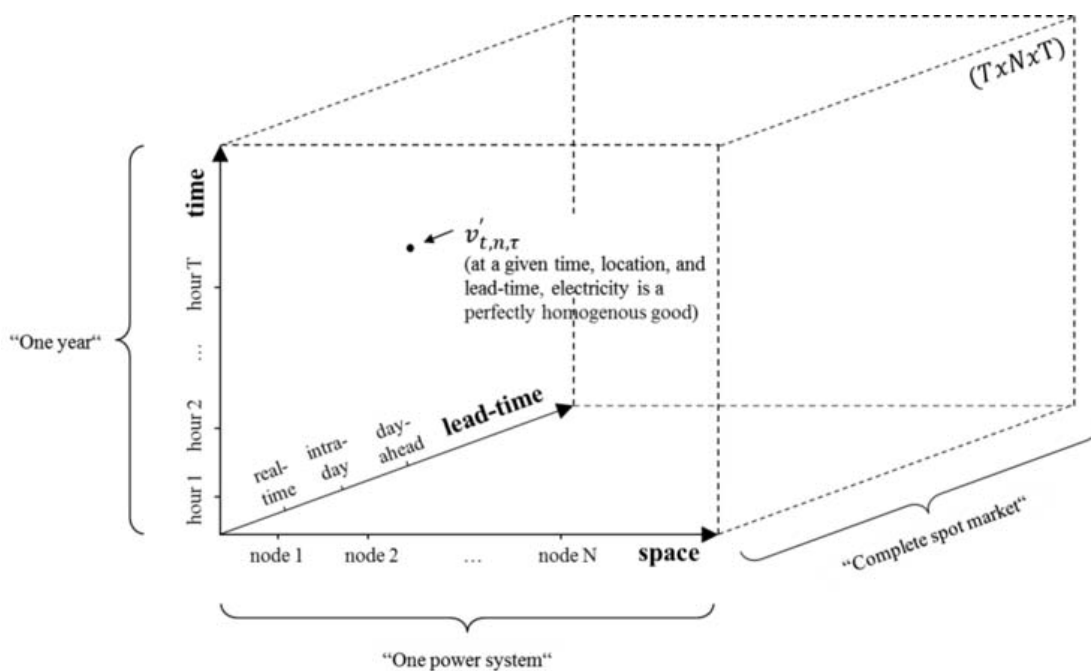 (TxNxT)
time
v′t,n,τ
(at a given time, location, and
lead-time, electricity is a
perfectly homogenous good)
hour T
“One year“
...
lead-time
hour 2
day-
ahead
intra-
day
real-
time
hour 1
“Complete spot market“
node 1
node 2
...
node N
space
“One power system“